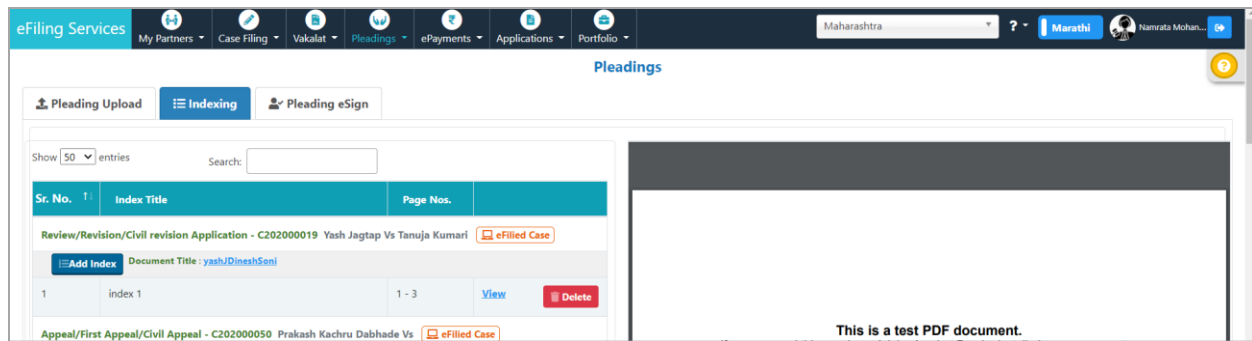 eFiling Services
My Partners
Case Filing
Vakalat
Pleadings
ePayments
Applications
Portfolio
Maharashtra
?
Marathi
Namrata Mohan...
Pleadings
Pleading Upload
Indexing
Pleading eSign
Show 50 entries
Search:
Sr. No. Index Title Page Nos.
Review/Revision/Civil revision Application - C202000019 Yash Jagtap Vs Tanuja Kumari eFilied Case
Add Index Document Title : yashJDineshSoni
1 index 1 1 - 3 View Delete
Appeal/First Appeal/Civil Appeal - C202000050 Prakash Kachru Dabhade Vs eFilied Case
This is a test PDF document.